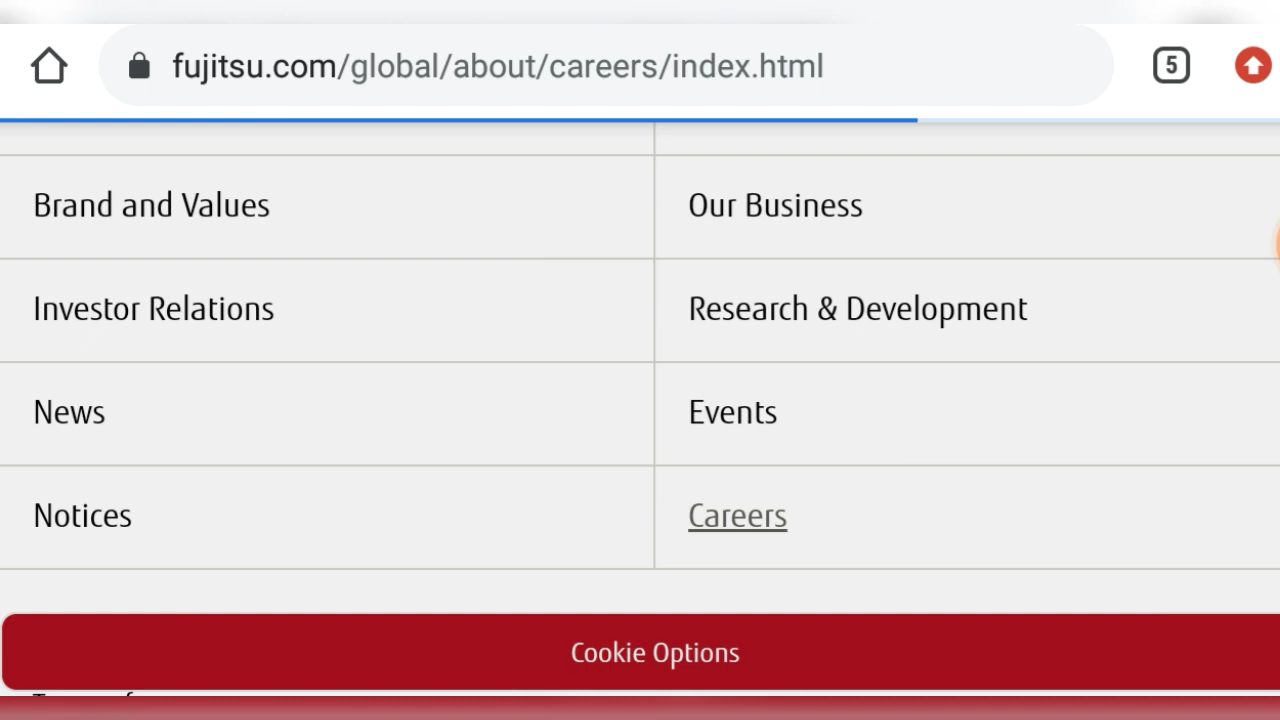 fujitsu.com/global/about/careers/index.html
5
Brand and Values
Our Business
Investor Relations
Research & Development
News
Events
Notices
Careers
Cookie Options